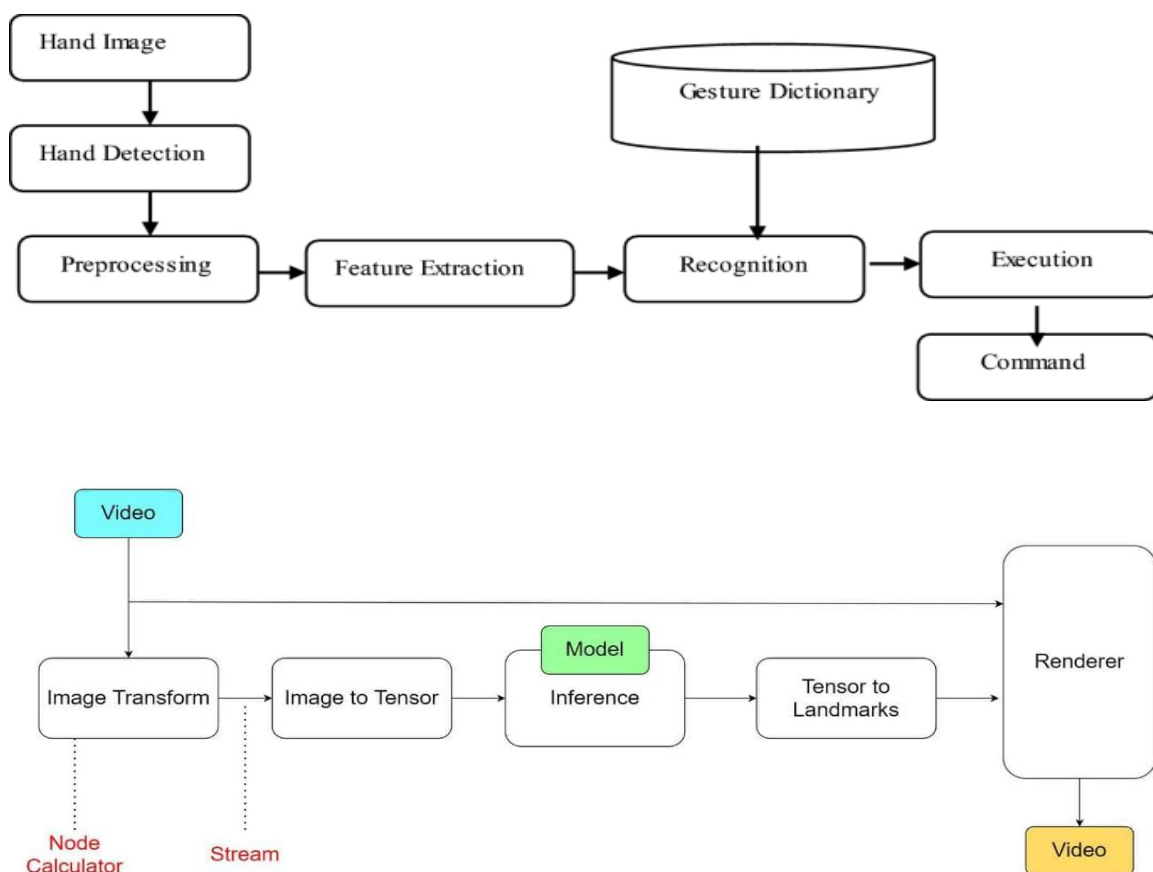 Hand Image
Gesture Dictionary
Hand Detection
Preprocessing
Feature Extraction
Recognition
Execution
Command
Video
Model
Image Transform
Image to Tensor
Inference
Tensor to
Landmarks
Renderer
Node
Calculator
Stream
Video